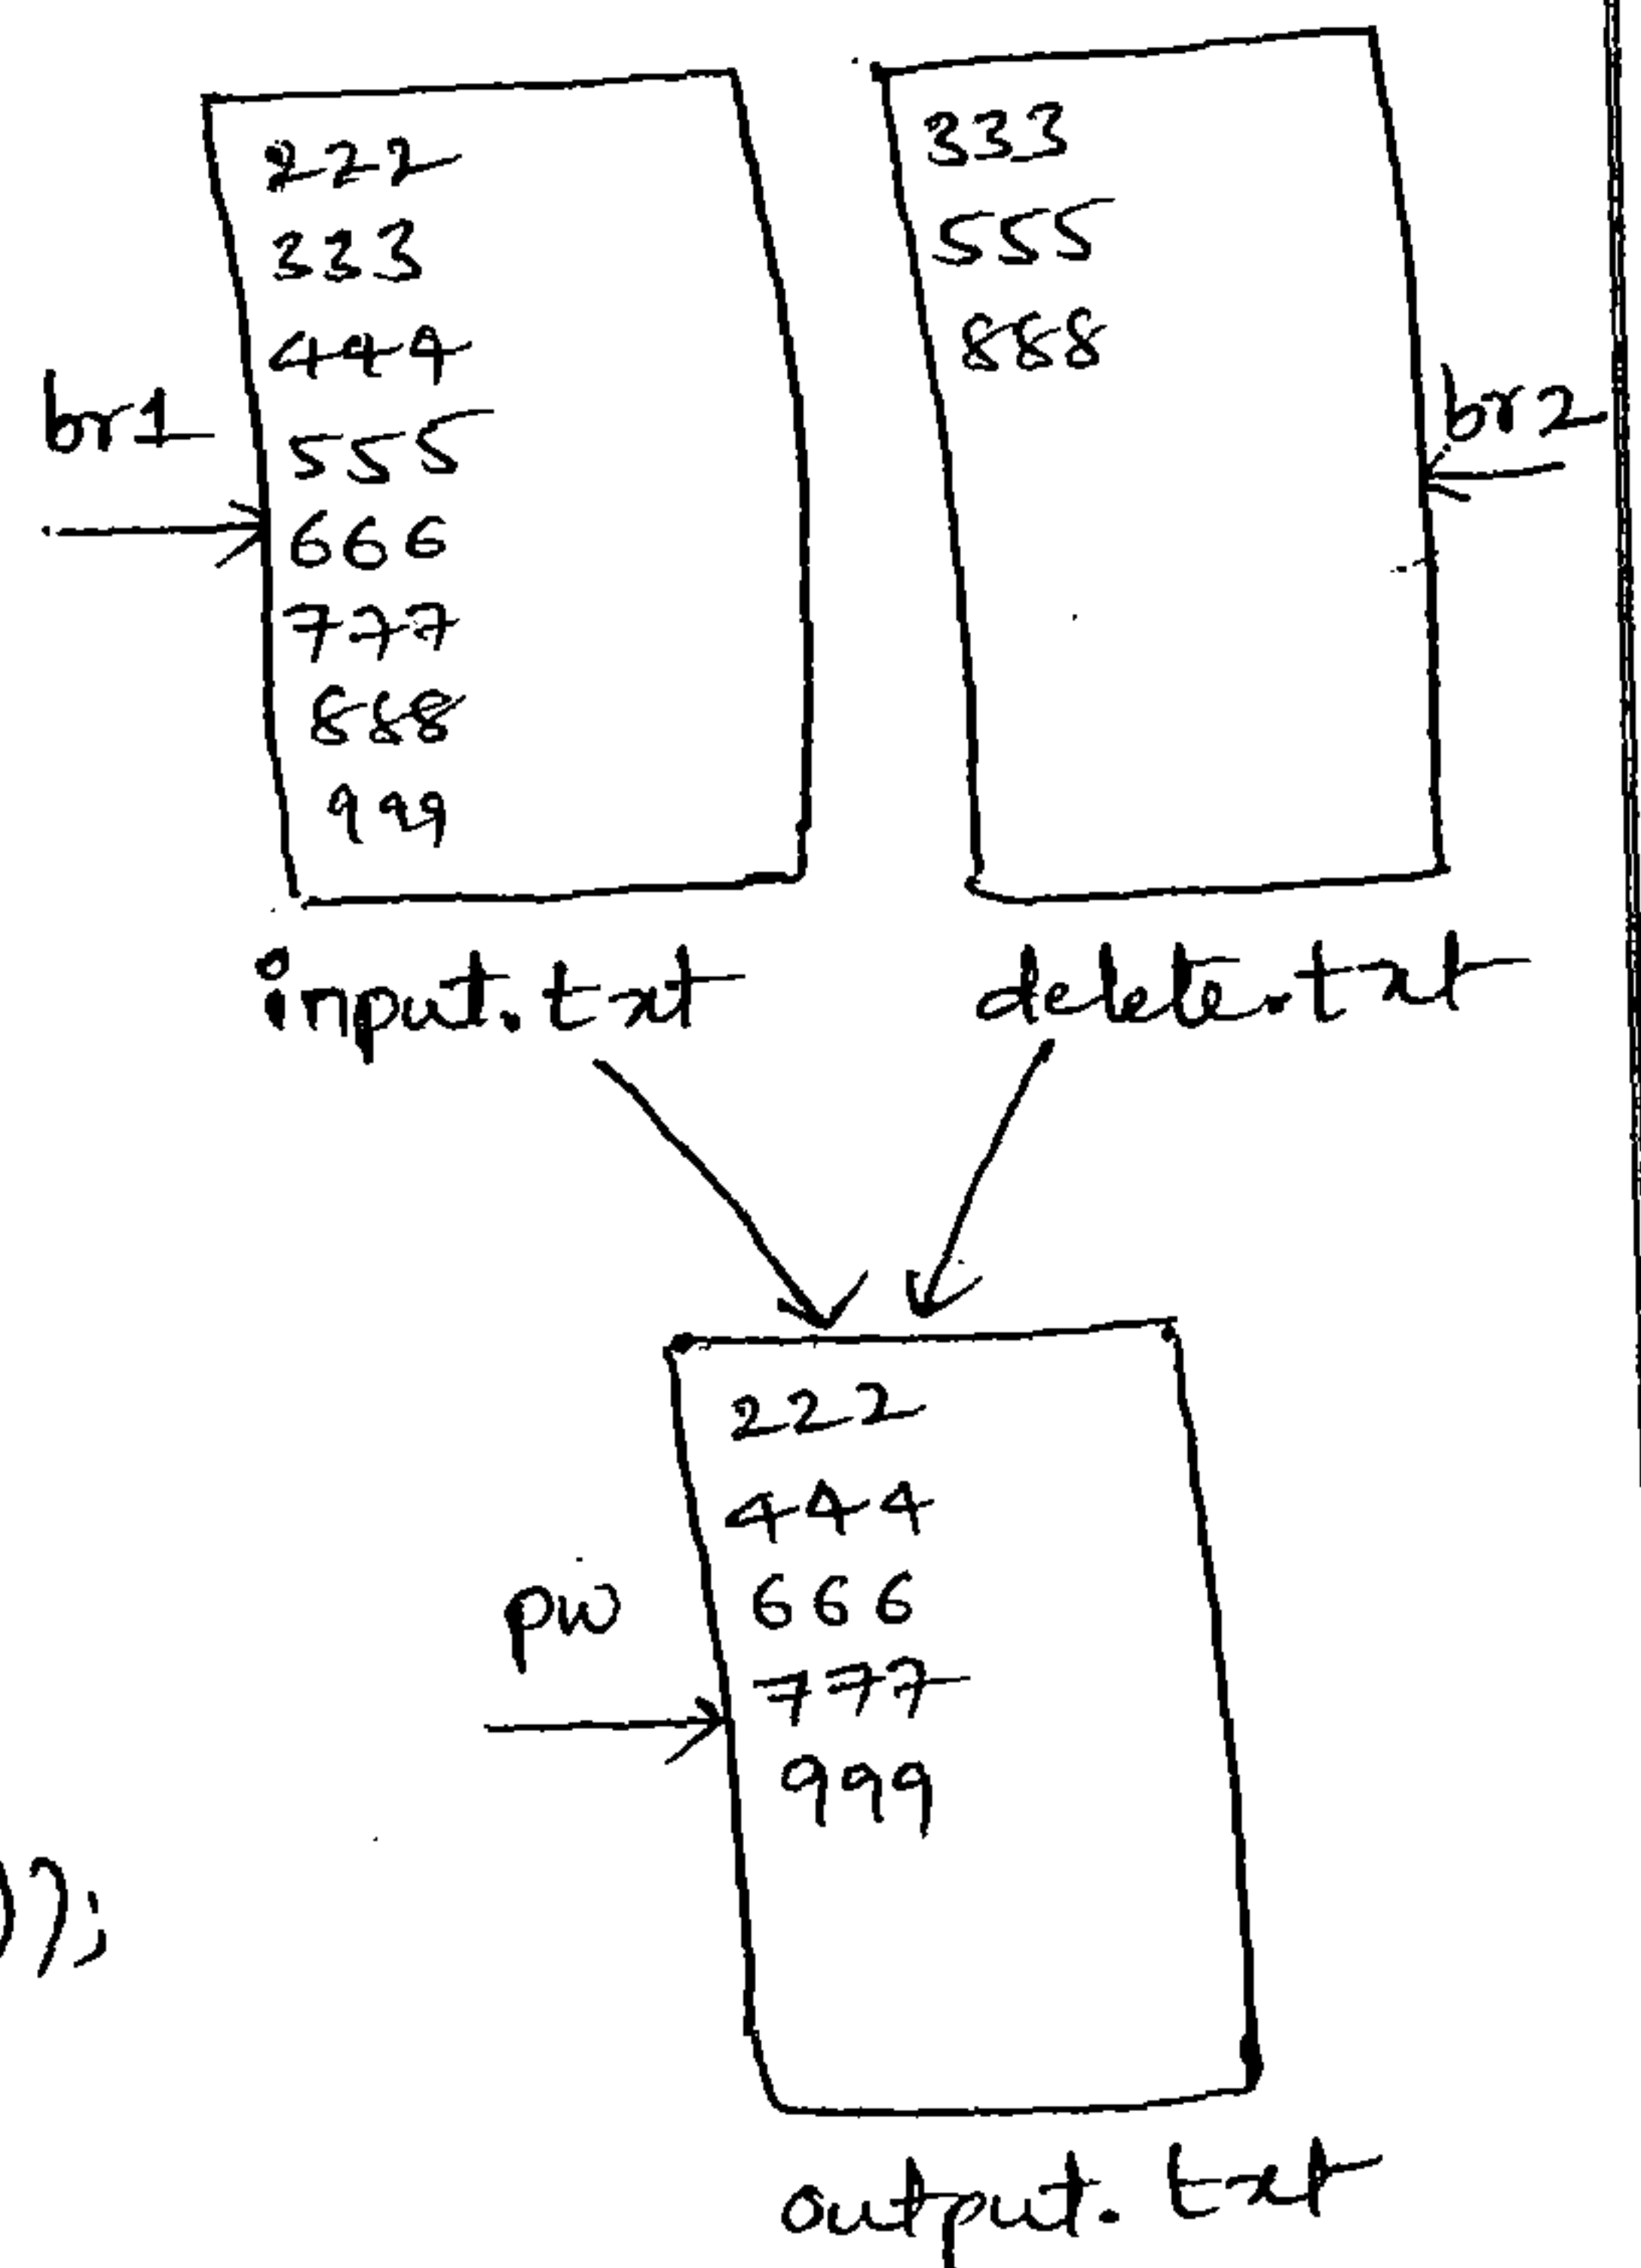 222
333
444
555
666
777
888
999
br1
input.txt
333
555
888
br2
delete.txt
222
444
666
777
999
pw
output.txt
));